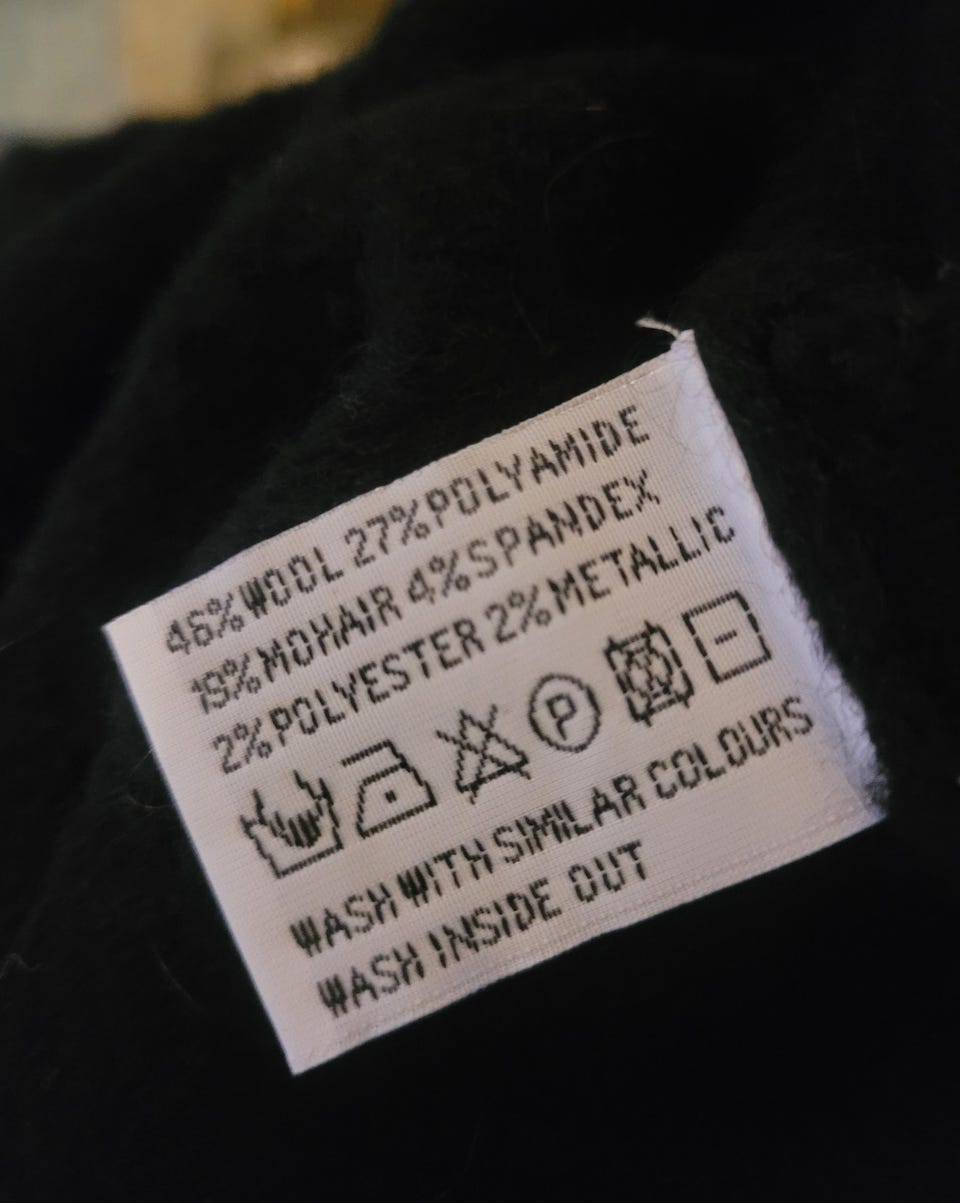 46%WOOL 27%POLYAMIDE
19%MOHAIR 4%SPANDEX
2%POLYESTER 2%METALLIC
P
WASH WITH SIMILAR COLOURS
WASH INSIDE OUT